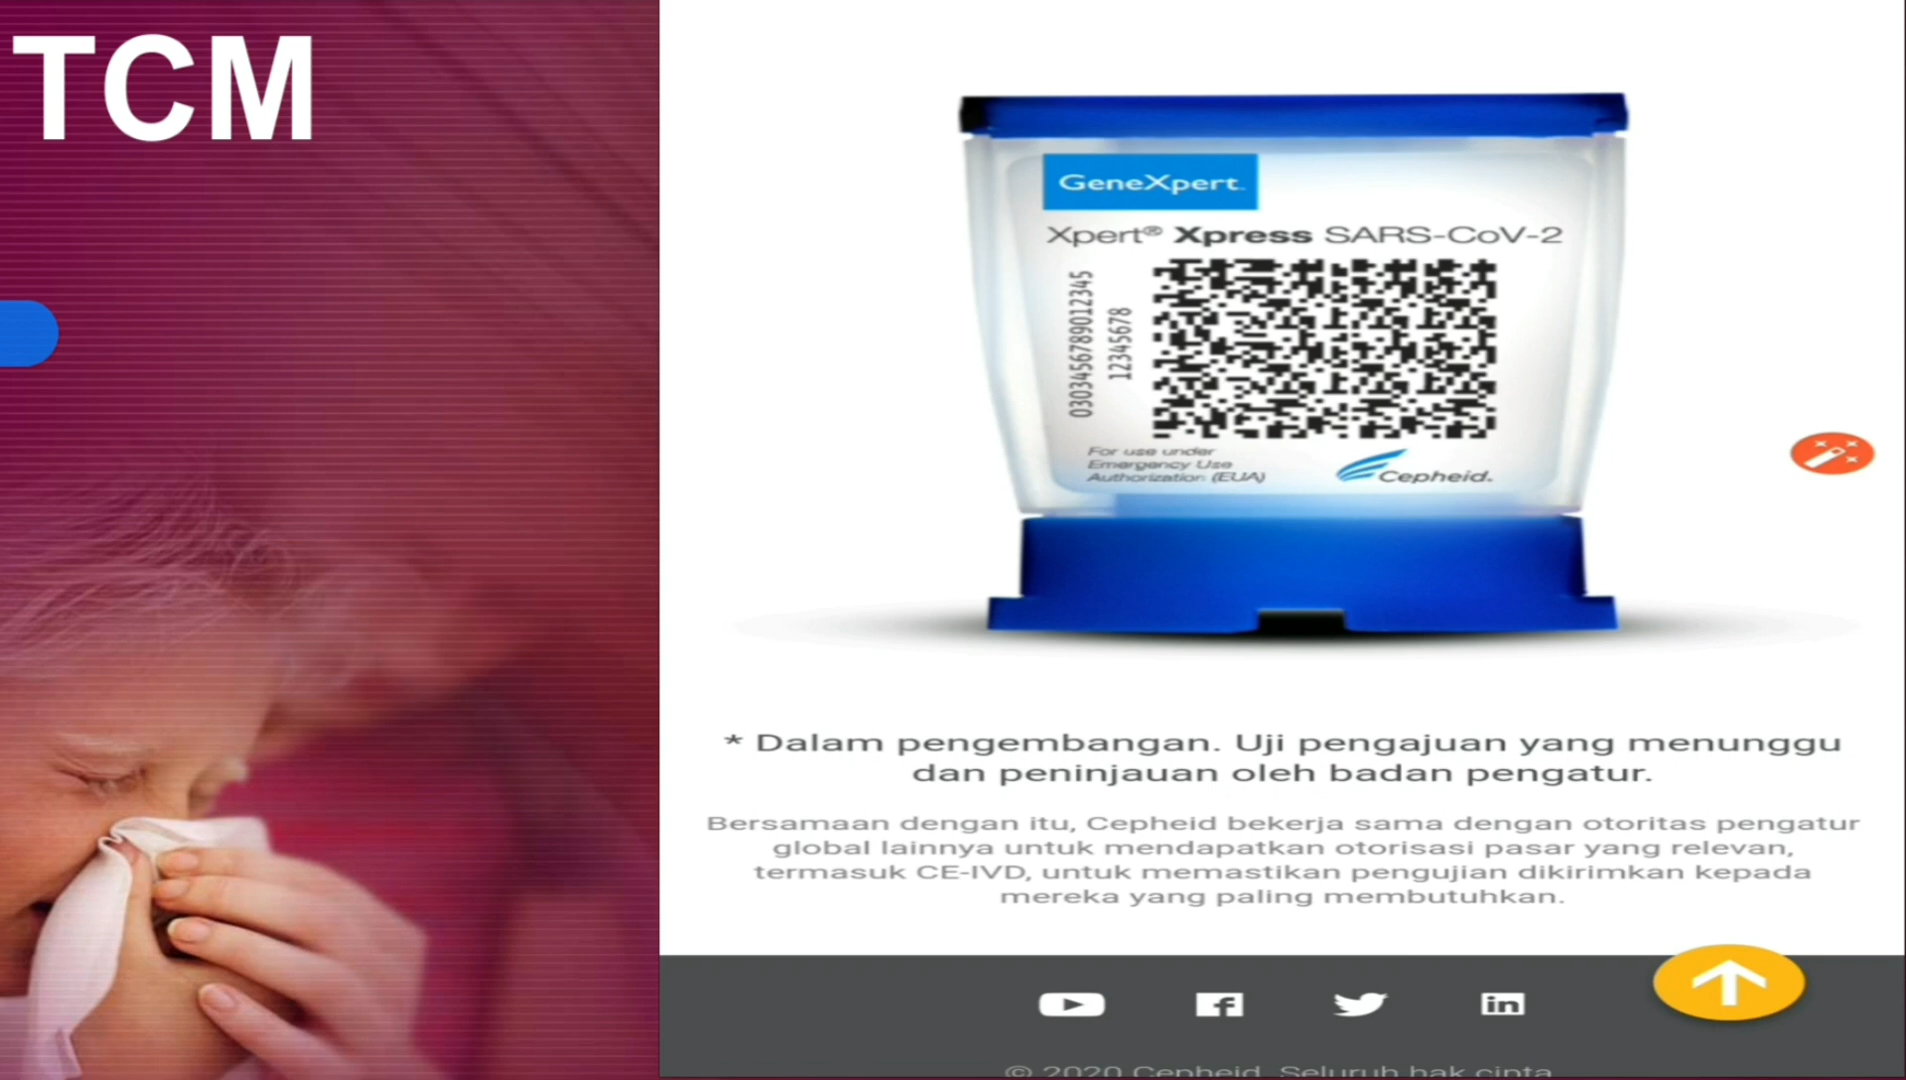 TCM
GeneXpert
Xpert® Xpress SARS-CoV-2
0303456789012345
12345678
For use under
Emergency Use
Authorization (EUA)
Cepheid.
* Dalam pengembangan. Uji pengajuan yang menunggu
dan peninjauan oleh badan pengatur.
Bersamaan dengan itu, Cepheid bekerja sama dengan otoritas pengatur
global lainnya untuk mendapatkan otorisasi pasar yang relevan,
termasuk CE-IVD, untuk memastikan pengujian dikirimkan kepada
mereka yang paling membutuhkan.
© 2020 Cepheid. Seluruh hak cipta